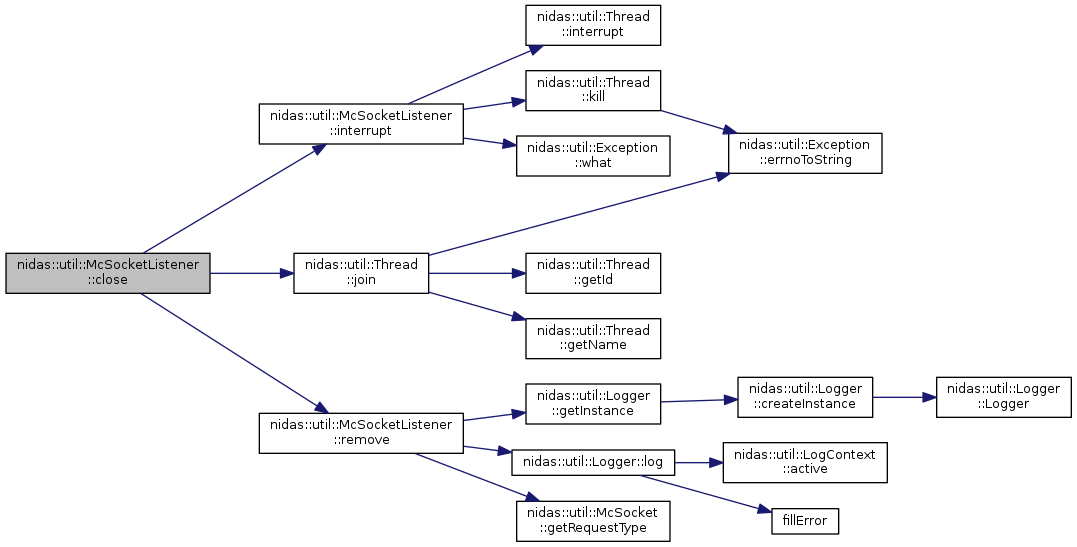 nidas::util::Thread
::interrupt
nidas::util::Thread
::kill
nidas::util::McSocketListener
::interrupt
nidas::util::Exception
::errnoToString
nidas::util::Exception
::what
nidas::util::McSocketListener
::close
nidas::util::Thread
::join
nidas::util::Thread
::getId
nidas::util::Thread
::getName
nidas::util::McSocketListener
::remove
nidas::util::Logger
::getInstance
nidas::util::Logger
::createInstance
nidas::util::Logger
::Logger
nidas::util::Logger::log
nidas::util::LogContext
::active
nidas::util::McSocket
::getRequestType
fillError